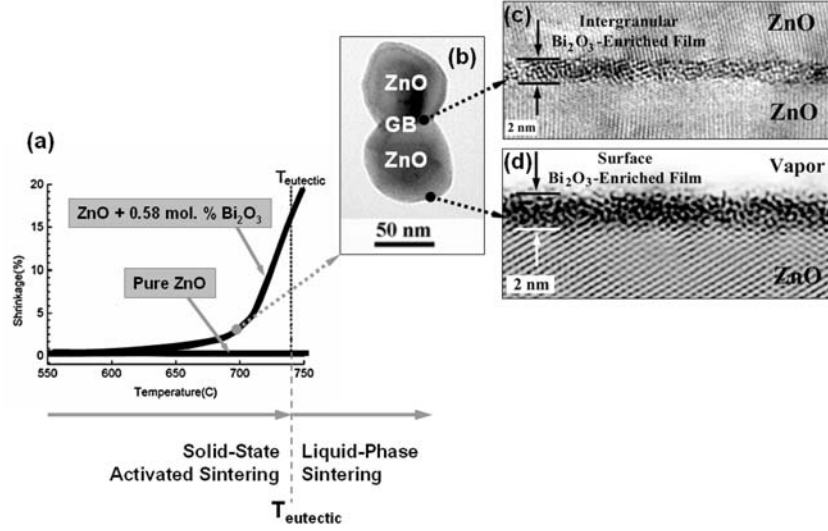 (a)
T_eutectic
20
15
10
5
0
Shrinkage(%)
ZnO + 0.58 mol. % Bi₂O₃
Pure ZnO
550
600
650
700
750
Temperature(C)
Solid-State
Activated Sintering
Liquid-Phase
Sintering
T_eutectic
(b)
ZnO
GB
ZnO
50 nm
(c)
Intergranular
Bi₂O₃-Enriched Film
ZnO
ZnO
2 nm
(d)
Surface
Bi₂O₃-Enriched Film
Vapor
2 nm
ZnO